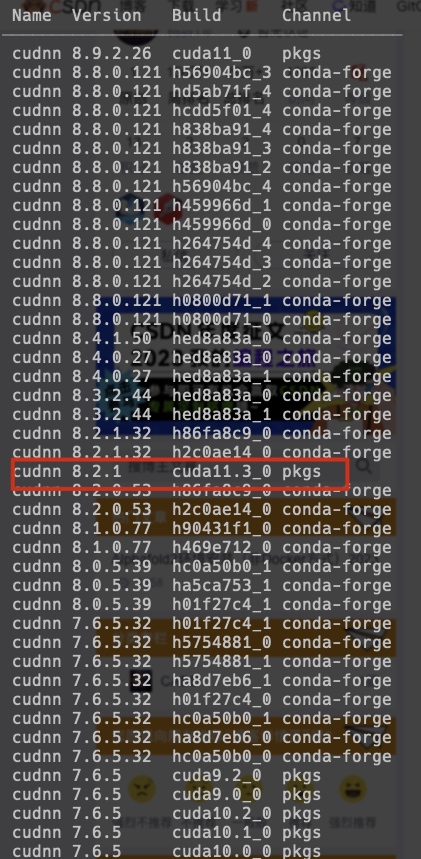 Name Version Build Channel
cudnn 8.9.2.26 cuda11_0 pkgs
cudnn 8.8.0.121 h56904bc_3 conda-forge
cudnn 8.8.0.121 hd5ab71f_4 conda-forge
cudnn 8.8.0.121 hcdd5f01_4 conda-forge
cudnn 8.8.0.121 h838ba91_4 conda-forge
cudnn 8.8.0.121 h838ba91_3 conda-forge
cudnn 8.8.0.121 h838ba91_2 conda-forge
cudnn 8.8.0.121 h56904bc_4 conda-forge
cudnn 8.8.0.121 h459966d_1 conda-forge
cudnn 8.8.0.121 h459966d_0 conda-forge
cudnn 8.8.0.121 h264754d_4 conda-forge
cudnn 8.8.0.121 h264754d_3 conda-forge
cudnn 8.8.0.121 h264754d_2 conda-forge
cudnn 8.8.0.121 h0800d71_1 conda-forge
cudnn 8.8.0.121 h0800d71_0 conda-forge
cudnn 8.4.1.50 hed8a83a_0 conda-forge
cudnn 8.4.0.27 hed8a83a_0 conda-forge
cudnn 8.4.0.27 hed8a83a_1 conda-forge
cudnn 8.3.2.44 hed8a83a_0 conda-forge
cudnn 8.3.2.44 hed8a83a_1 conda-forge
cudnn 8.2.1.32 h86fa8c9_0 conda-forge
cudnn 8.2.1.32 h2c0ae14_0 conda-forge
cudnn 8.2.1 cuda11.3_0 pkgs
cudnn 8.2.0.53 h86fa8c9_0 conda-forge
cudnn 8.2.0.53 h2c0ae14_0 conda-forge
cudnn 8.1.0.77 h90431f1_0 conda-forge
cudnn 8.1.0.77 h469e712_0 conda-forge
cudnn 8.0.5.39 hc0a50b0_1 conda-forge
cudnn 8.0.5.39 ha5ca753_1 conda-forge
cudnn 8.0.5.39 h01f27c4_1 conda-forge
cudnn 7.6.5.32 h01f27c4_1 conda-forge
cudnn 7.6.5.32 h5754881_0 conda-forge
cudnn 7.6.5.32 h5754881_1 conda-forge
cudnn 7.6.5.32 ha8d7eb6_1 conda-forge
cudnn 7.6.5.32 h01f27c4_0 conda-forge
cudnn 7.6.5.32 hc0a50b0_1 conda-forge
cudnn 7.6.5.32 ha8d7eb6_0 conda-forge
cudnn 7.6.5.32 hc0a50b0_0 conda-forge
cudnn 7.6.5 cuda9.2_0 pkgs
cudnn 7.6.5 cuda9.0_0 pkgs
cudnn 7.6.5 cuda10.2_0 pkgs
cudnn 7.6.5 cuda10.1_0 pkgs
cudnn 7.6.5 cuda10.0_0 pkgs